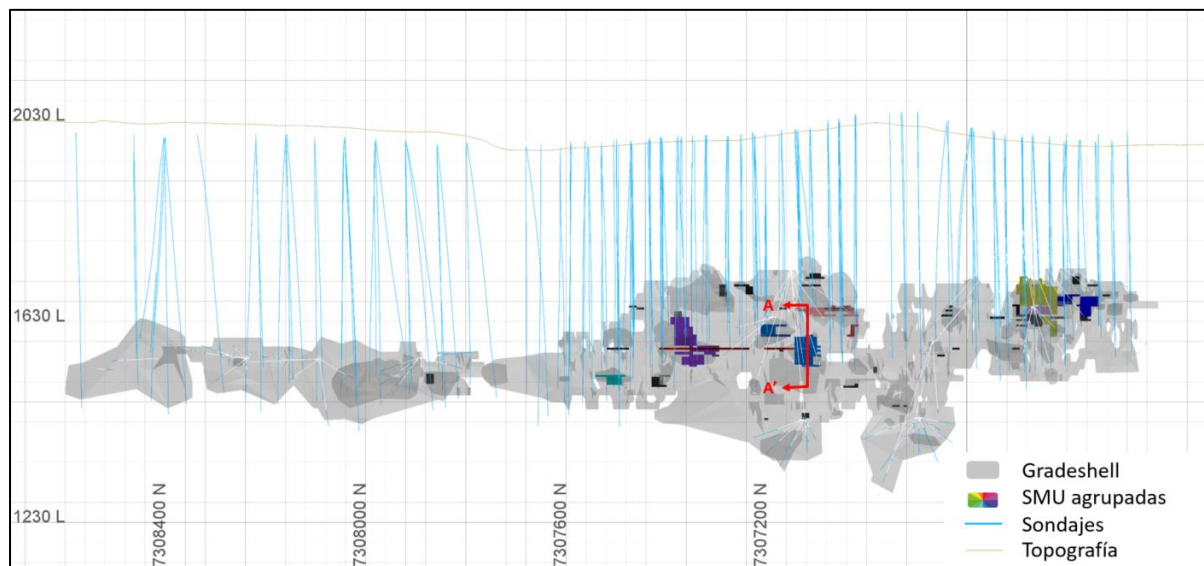 2030 L
1630 L
1230 L
7308400 N
7308000 N
7307600 N
7307200 N
A
A'
Gradeshell
SMU agrupadas
Sondajes
Topografía